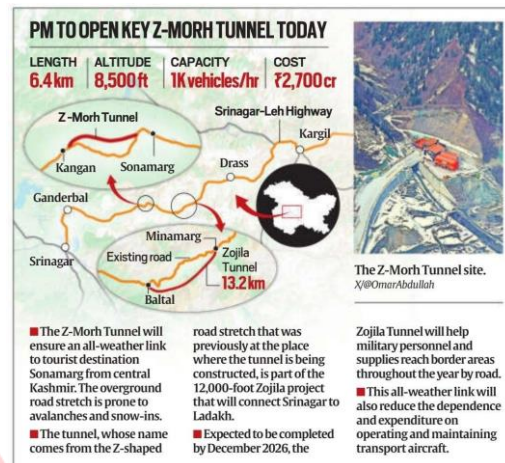 PM TO OPEN KEY Z-MORH TUNNEL TODAY
LENGTH
6.4 km
ALTITUDE
8,500 ft
CAPACITY
1K vehicles/hr
COST
₹2,700 cr
Z-Morh Tunnel
Kangan
Sonamarg
Srinagar-Leh Highway
Kargil
Drass
Ganderbal
Srinagar
Minamarg
Existing road
Zojila
Tunnel
13.2 km
Baltal
The Z-Morh Tunnel site.
X/@OmarAbdullah
■ The Z-Morh Tunnel will
ensure an all-weather link
to tourist destination
Sonamarg from central
Kashmir. The overground
road stretch is prone to
avalanches and snow-ins.
■ The tunnel, whose name
comes from the Z-shaped
road stretch that was
previously at the place
where the tunnel is being
constructed, is part of the
12,000-foot Zojila project
that will connect Srinagar to
Ladakh.
■ Expected to be completed
by December 2026, the
Zojila Tunnel will help
military personnel and
supplies reach border areas
throughout the year by road.
■ This all-weather link will
also reduce the dependence
and expenditure on
operating and maintaining
transport aircraft.